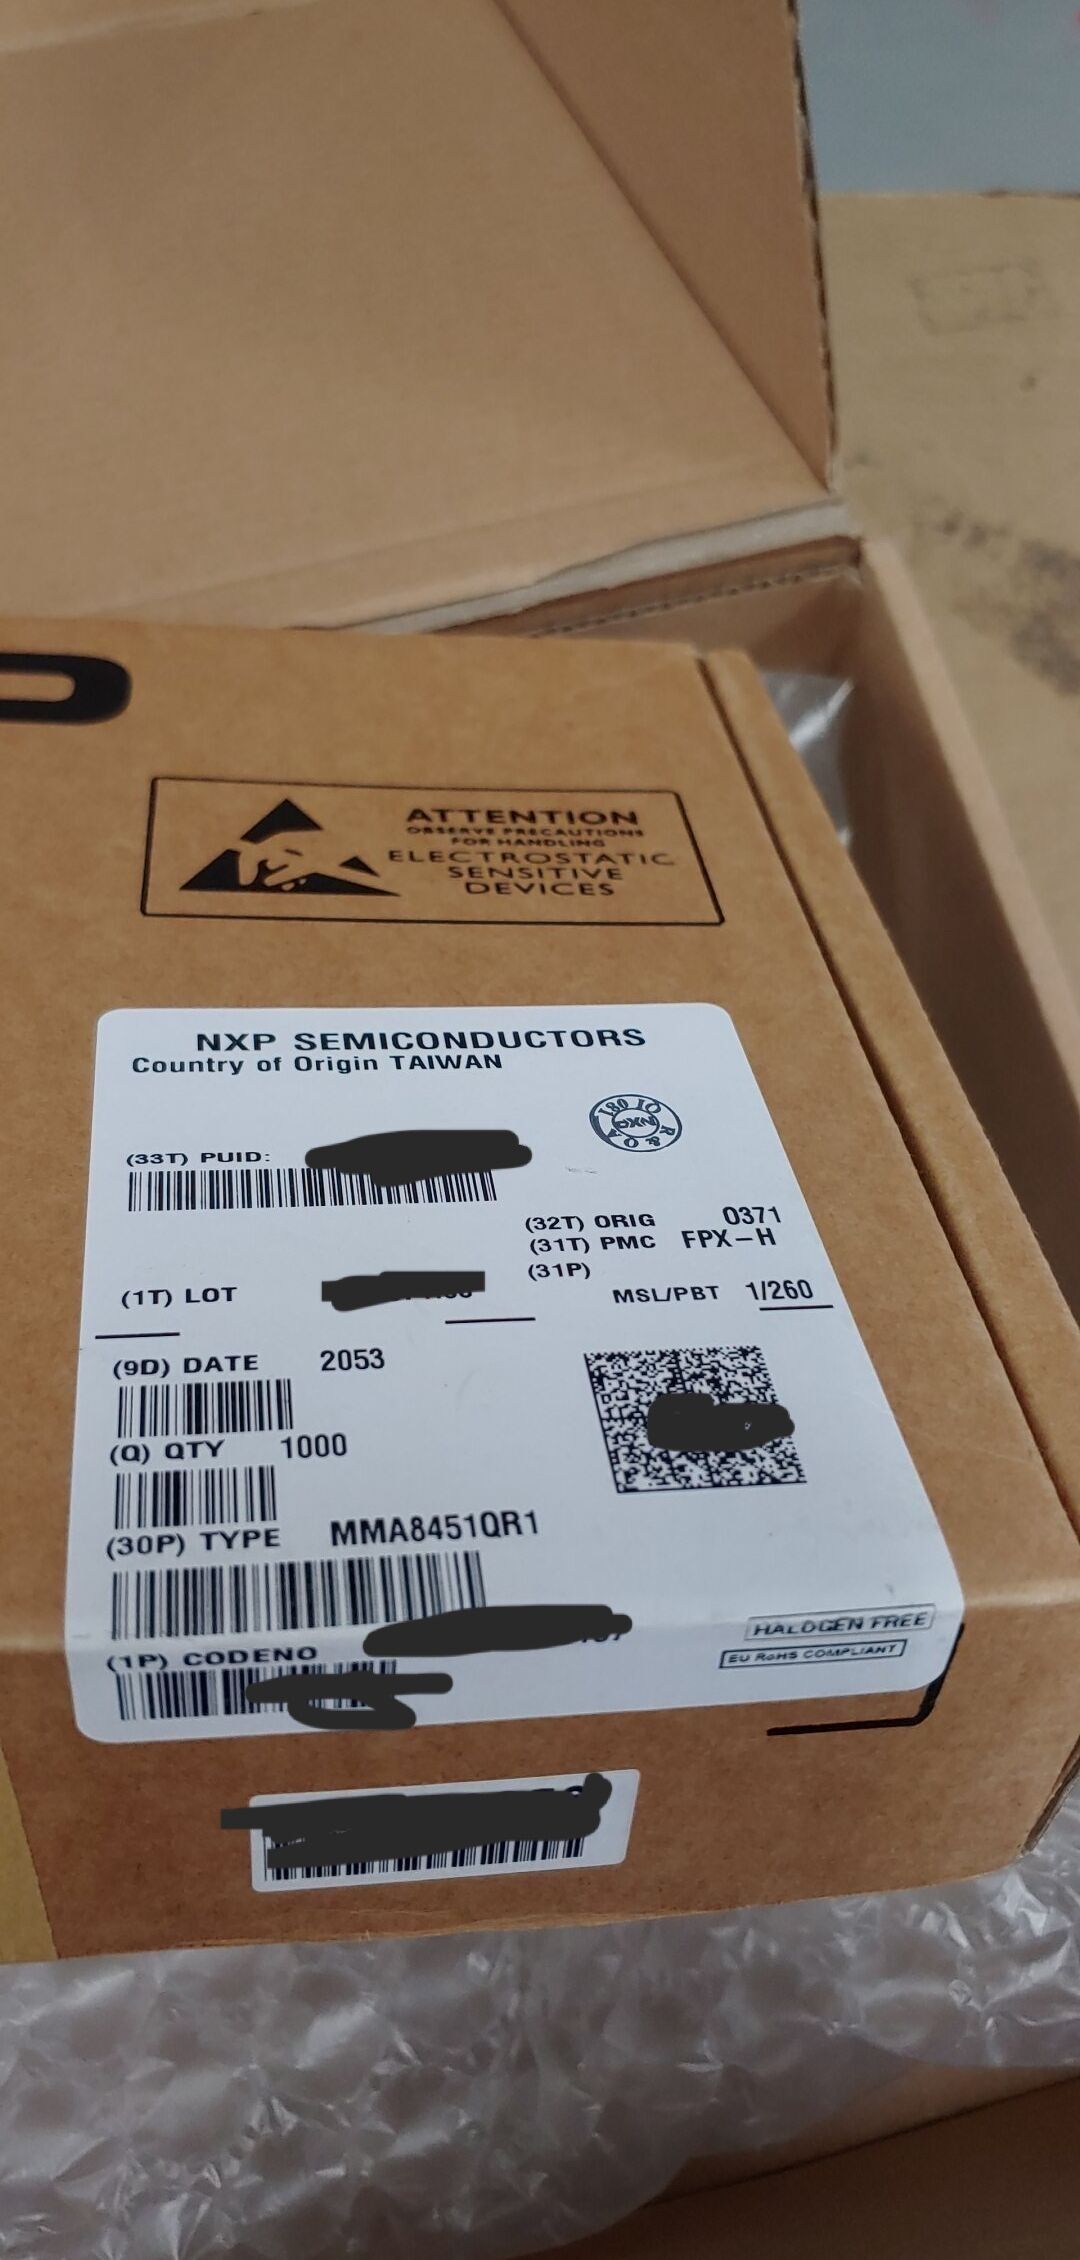 ATTENTION
OBSERVE PRECAUTIONS
FOR HANDLING
ELECTROSTATIC
SENSITIVE
DEVICES
NXP SEMICONDUCTORS
Country of Origin TAIWAN
(33T) PUID:
(32T) ORIG 0371
(31T) PMC FPX-H
(31P)
(1T) LOT
MSL/PBT 1/260
(9D) DATE 2053
(Q) QTY 1000
(30P) TYPE MMA8451QR1
(1P) CODENO
HALOGEN FREE
EU RoHS COMPLIANT